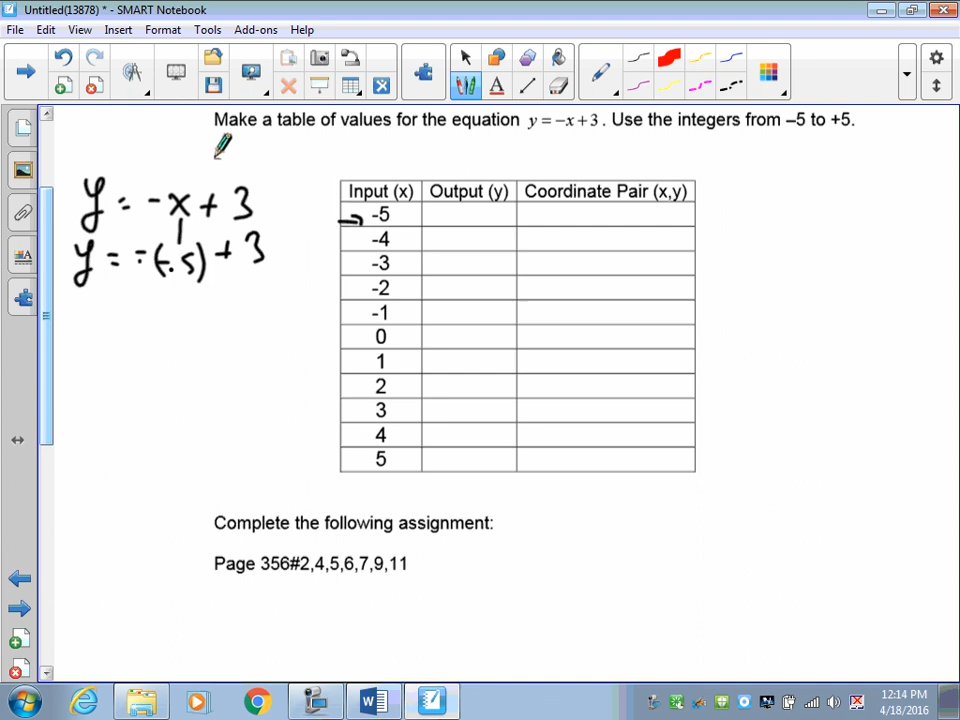 Untitled(13878) * - SMART Notebook
File Edit View Insert Format Tools Add-ons Help
Make a table of values for the equation y = −x + 3. Use the integers from –5 to +5.
y = -x + 3
y = -(-5) + 3
Input (x) Output (y) Coordinate Pair (x,y)
-5
-4
-3
-2
-1
0
1
2
3
4
5
Complete the following assignment:
Page 356#2,4,5,6,7,9,11
12:14 PM
4/18/2016